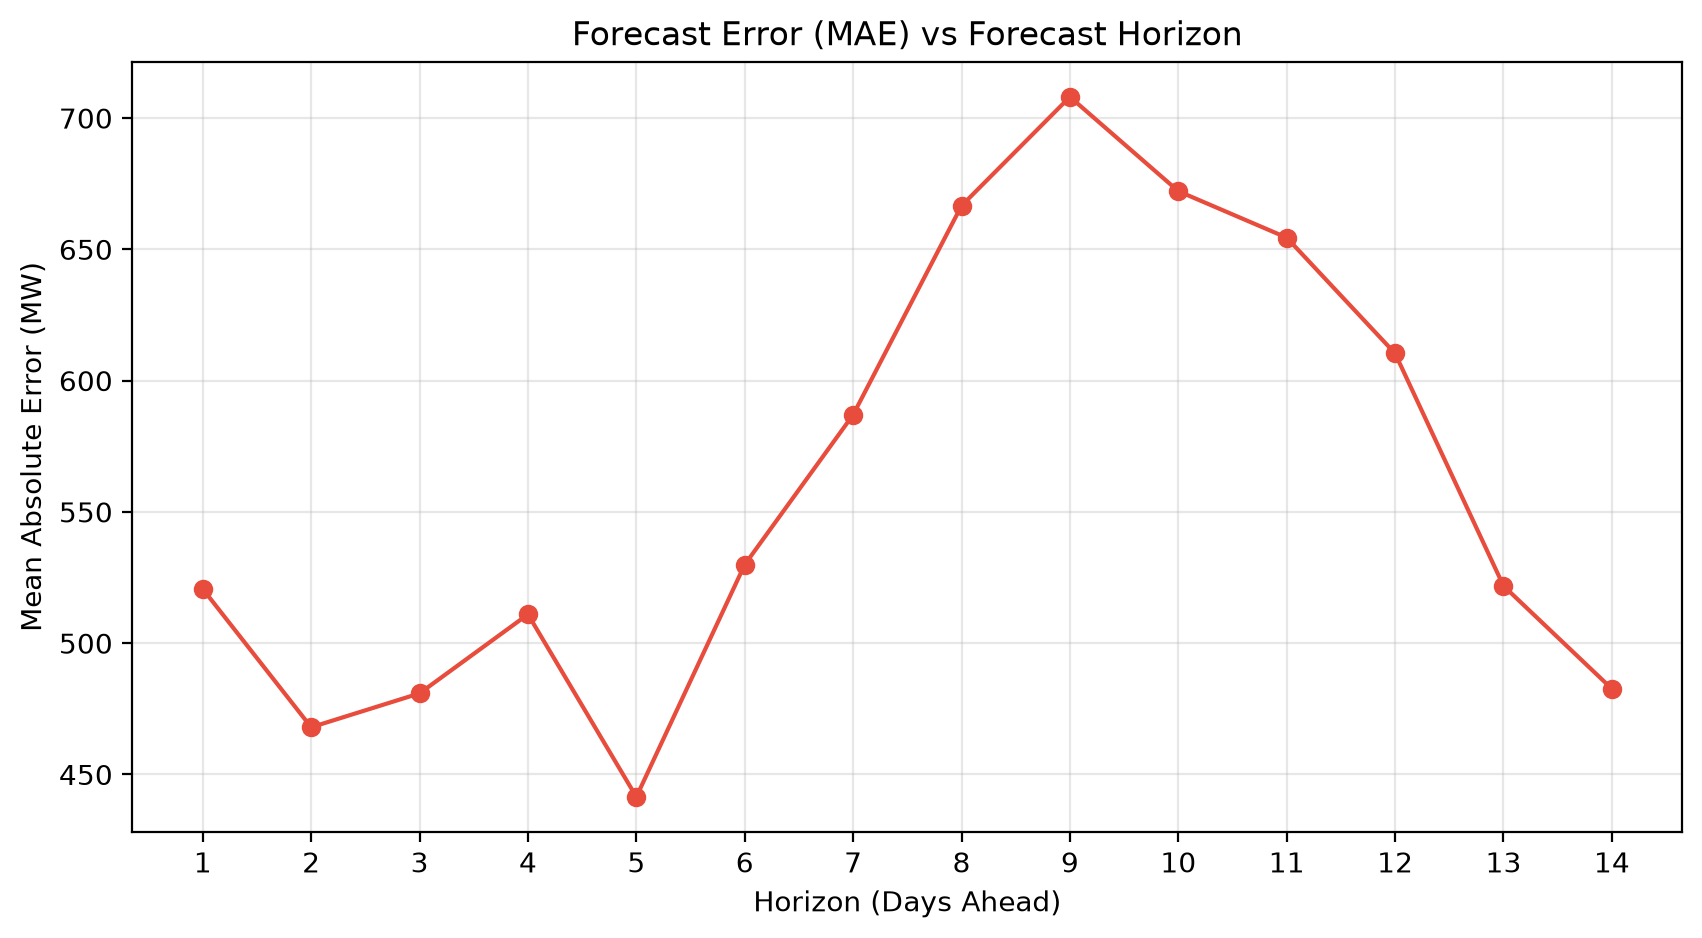 Forecast Error (MAE) vs Forecast Horizon
Mean Absolute Error (MW)
700
650
600
550
500
450
1 2 3 4 5 6 7 8 9 10 11 12 13 14
Horizon (Days Ahead)